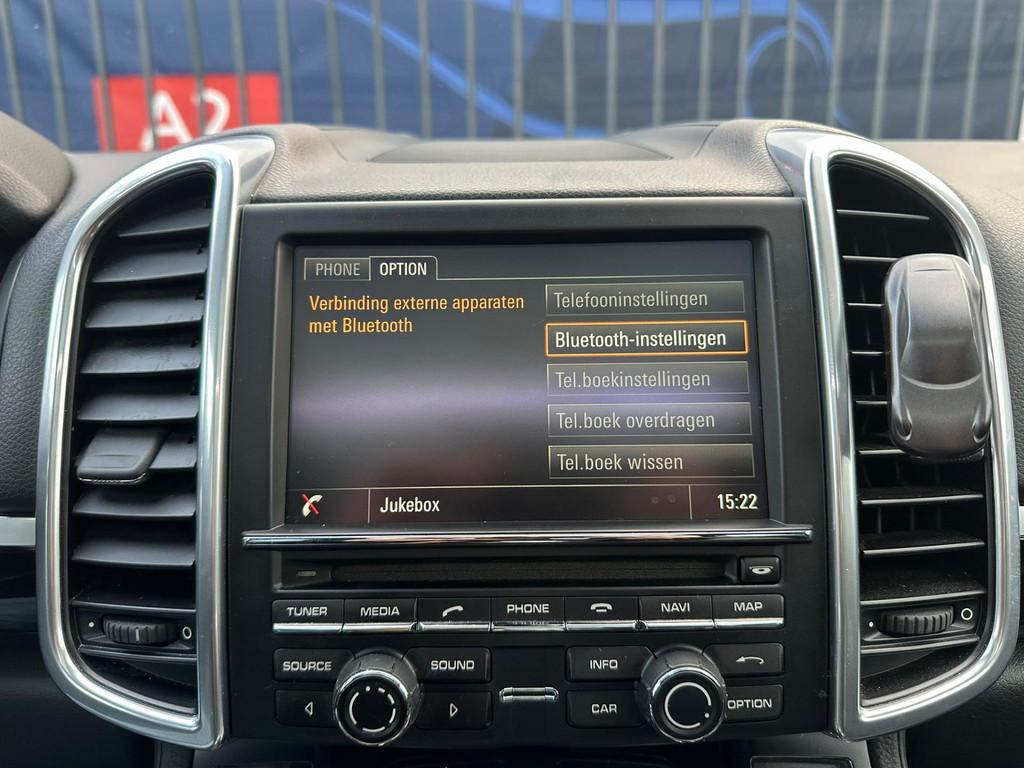 A2
PHONE OPTION
Verbinding externe apparaten
met Bluetooth
Telefooninstellingen
Bluetooth-instellingen
Tel.boekinstellingen
Tel.boek overdragen
Tel.boek wissen
Jukebox 15:22
TUNER MEDIA PHONE NAVI MAP
SOURCE SOUND INFO
CAR OPTION